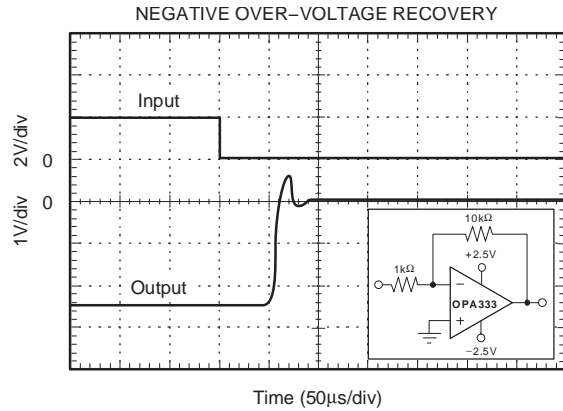 NEGATIVE OVER−VOLTAGE RECOVERY
Input
2V/div
0
0
1V/div
10kΩ
+2.5V
1kΩ
OPA333
−2.5V
Output
Time (50μs/div)